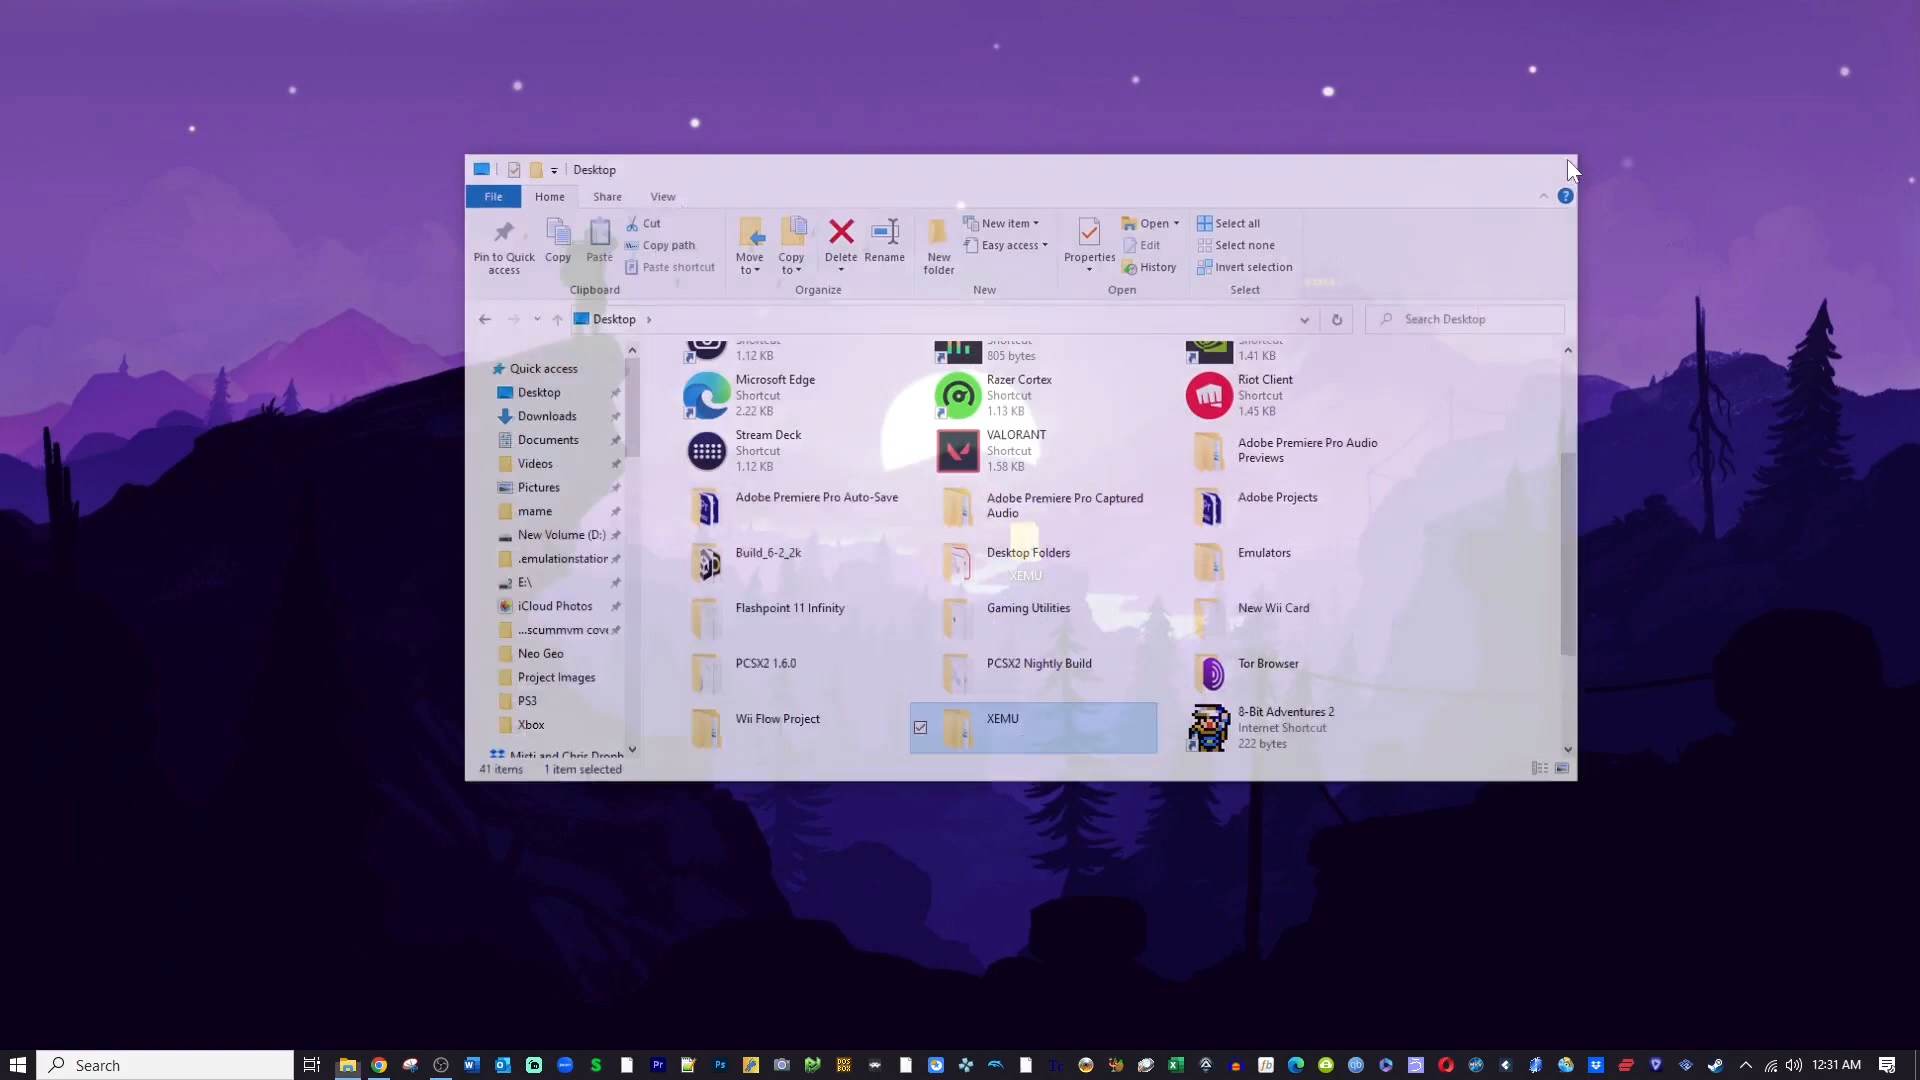 Desktop
File Home Share View
Pin to Quick access
Copy
Paste
Cut
Copy path
Paste shortcut
Clipboard
Move to
Copy to
Delete
Rename
Organize
New folder
New item
Easy access
New
Properties
Open
Edit
History
Open
Select all
Select none
Invert selection
Select
Desktop
Search Desktop
Quick access
Desktop
Downloads
Documents
Videos
Pictures
mame
New Volume (D:)
.emulationstation
E:\
iCloud Photos
...scummvm cove
Neo Geo
Project Images
PS3
Xbox
Misti and Chris Dropb
Shortcut
1.12 KB
Shortcut
805 bytes
Shortcut
1.41 KB
Microsoft Edge
Shortcut
2.22 KB
Razer Cortex
Shortcut
1.13 KB
Riot Client
Shortcut
1.45 KB
Stream Deck
Shortcut
1.12 KB
VALORANT
Shortcut
1.58 KB
Adobe Premiere Pro Audio
Previews
Adobe Premiere Pro Auto-Save
Adobe Premiere Pro Captured
Audio
Adobe Projects
Build_6-2_2k
Desktop Folders
XEMU
Emulators
Flashpoint 11 Infinity
Gaming Utilities
New Wii Card
PCSX2 1.6.0
PCSX2 Nightly Build
Tor Browser
Wii Flow Project
XEMU
8-Bit Adventures 2
Internet Shortcut
222 bytes
41 items 1 item selected
Search
12:31 AM